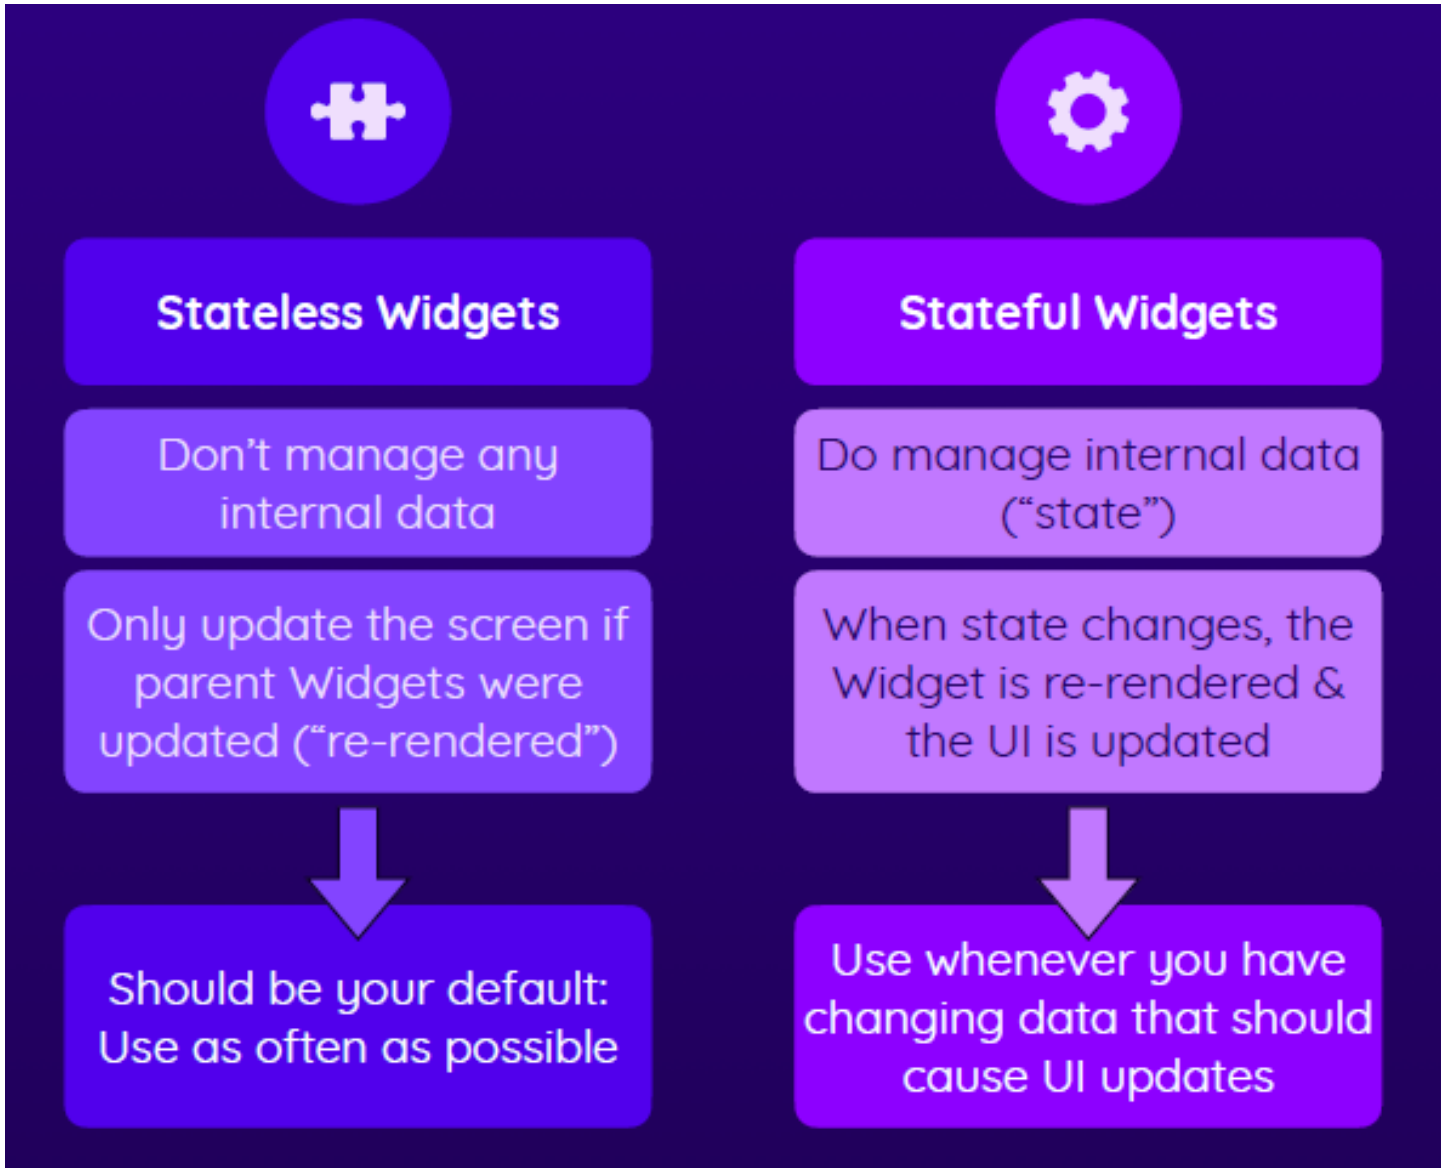 Stateless Widgets
Don’t manage any
internal data
Only update the screen if
parent Widgets were
updated (“re-rendered”)
Should be your default:
Use as often as possible
Stateful Widgets
Do manage internal data
(“state”)
When state changes, the
Widget is re-rendered &
the UI is updated
Use whenever you have
changing data that should
cause UI updates